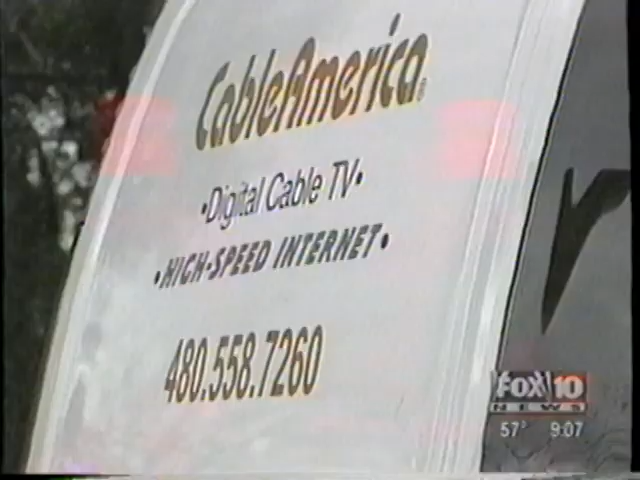 CableAmerica®
•Digital Cable TV•
•HIGH-SPEED INTERNET•
480.558.7260
FOX 10
NEWS
57° 9:07